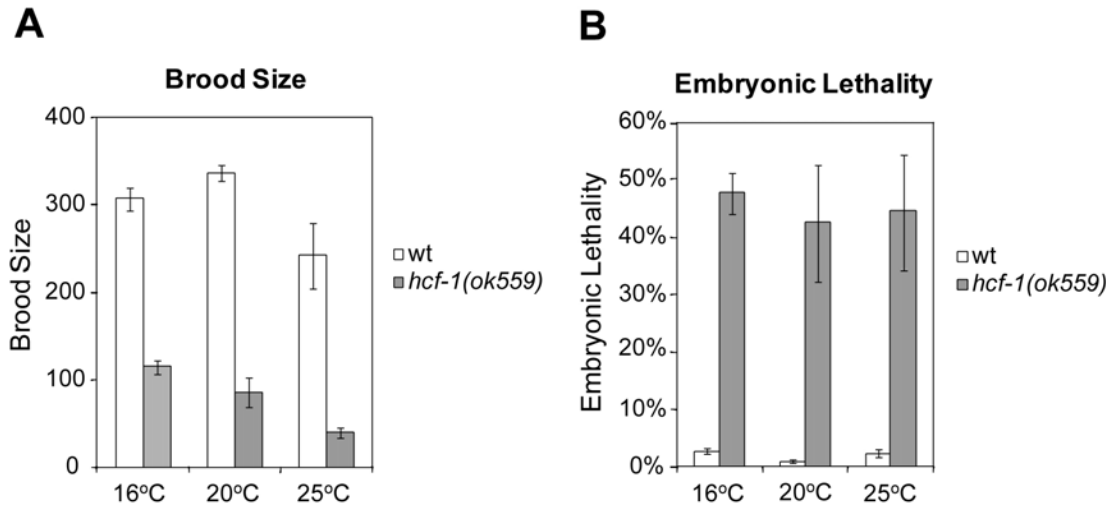 A
Brood Size
400
300
200
100
0
Brood Size
16ºC
20ºC
25ºC
wt
hcf-1(ok559)
B
Embryonic Lethality
60%
50%
40%
30%
20%
10%
0%
Embryonic Lethality
16ºC
20ºC
25ºC
wt
hcf-1(ok559)